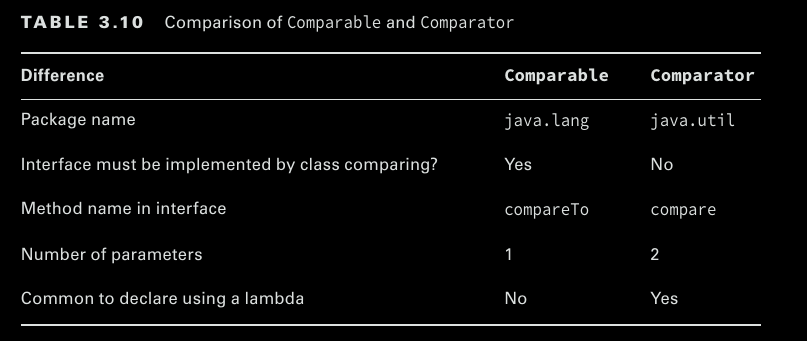 TABLE 3.10 Comparison of Comparable and Comparator
Difference Comparable Comparator
Package name java.lang java.util
Interface must be implemented by class comparing? Yes No
Method name in interface compareTo compare
Number of parameters 1 2
Common to declare using a lambda No Yes